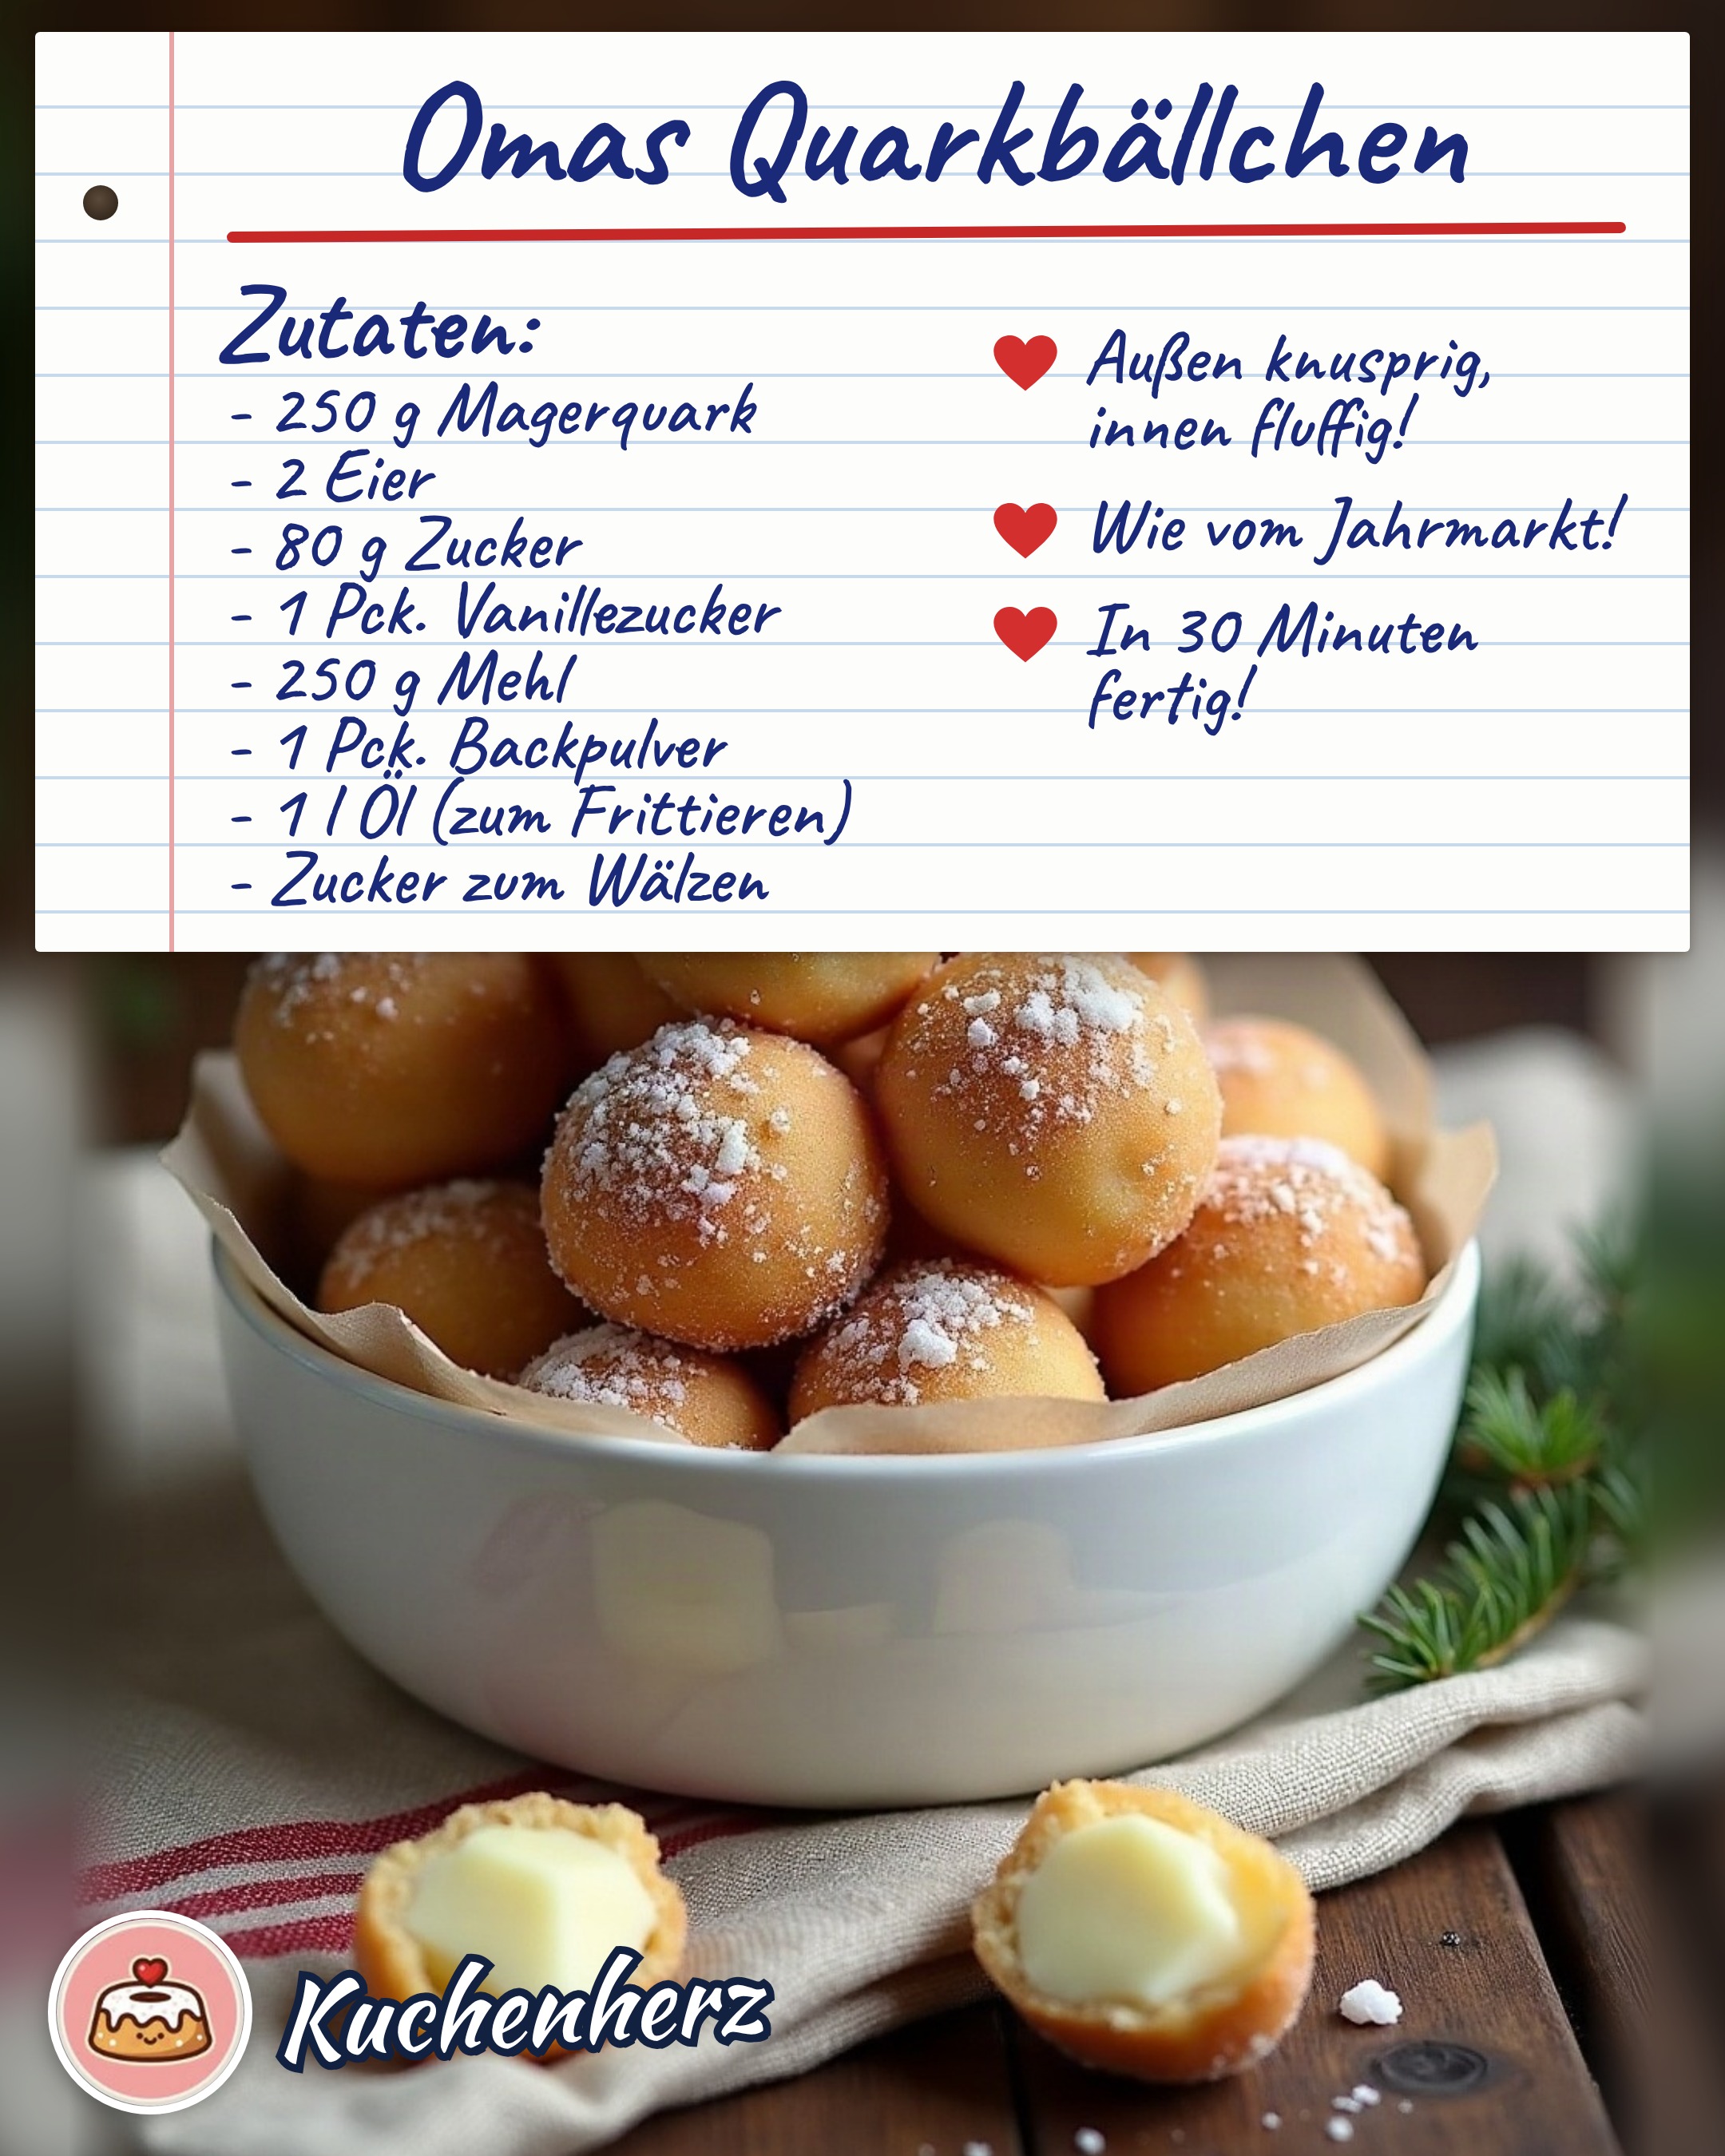 Omas Quarkbällchen
Zutaten:
- 250 g Magerquark
- 2 Eier
- 80 g Zucker
- 1 Pck. Vanillezucker
- 250 g Mehl
- 1 Pck. Backpulver
- 1 l Öl (zum Frittieren)
- Zucker zum Wälzen
Außen knusprig,
innen fluffig!
Wie vom Jahrmarkt!
In 30 Minuten
fertig!
Kuchenherz